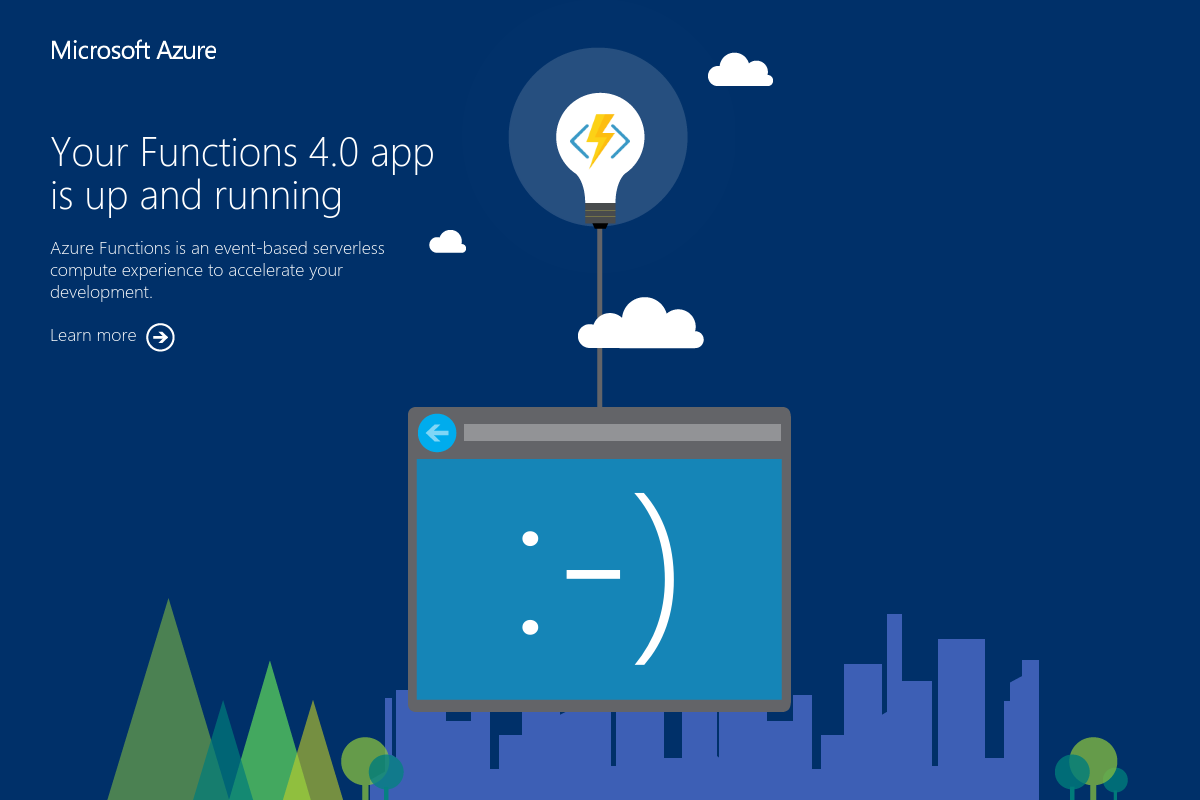 Microsoft Azure
Your Functions 4.0 app
is up and running
Azure Functions is an event-based serverless
compute experience to accelerate your
development.
Learn more
:-)